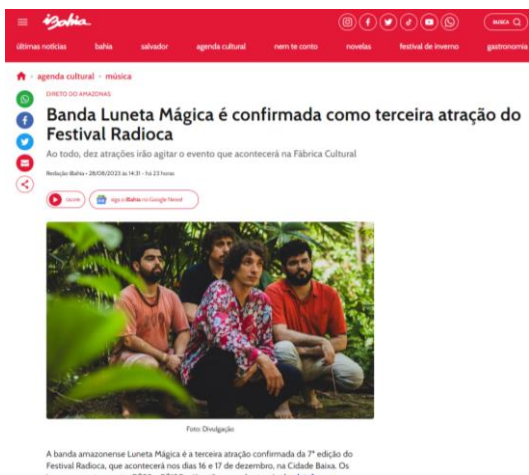 iBahia
BUSCA
últimas notícias bahia salvador agenda cultural nem te conto novelas festival de inverno gastronomia
agenda cultural música
DIRETO DO AMAZONAS
Banda Luneta Mágica é confirmada como terceira atração do
Festival Radioca
Ao todo, dez atrações irão agitar o evento que acontecerá na Fábrica Cultural
Redação iBahia • 28/08/2023 às 14:31 - há 23 horas
siga o iBahia no Google News!
Foto: Divulgação
A banda amazonense Luneta Mágica é a terceira atração confirmada da 7ª edição do
Festival Radioca, que acontecerá nos dias 16 e 17 de dezembro, na Cidade Baixa. Os